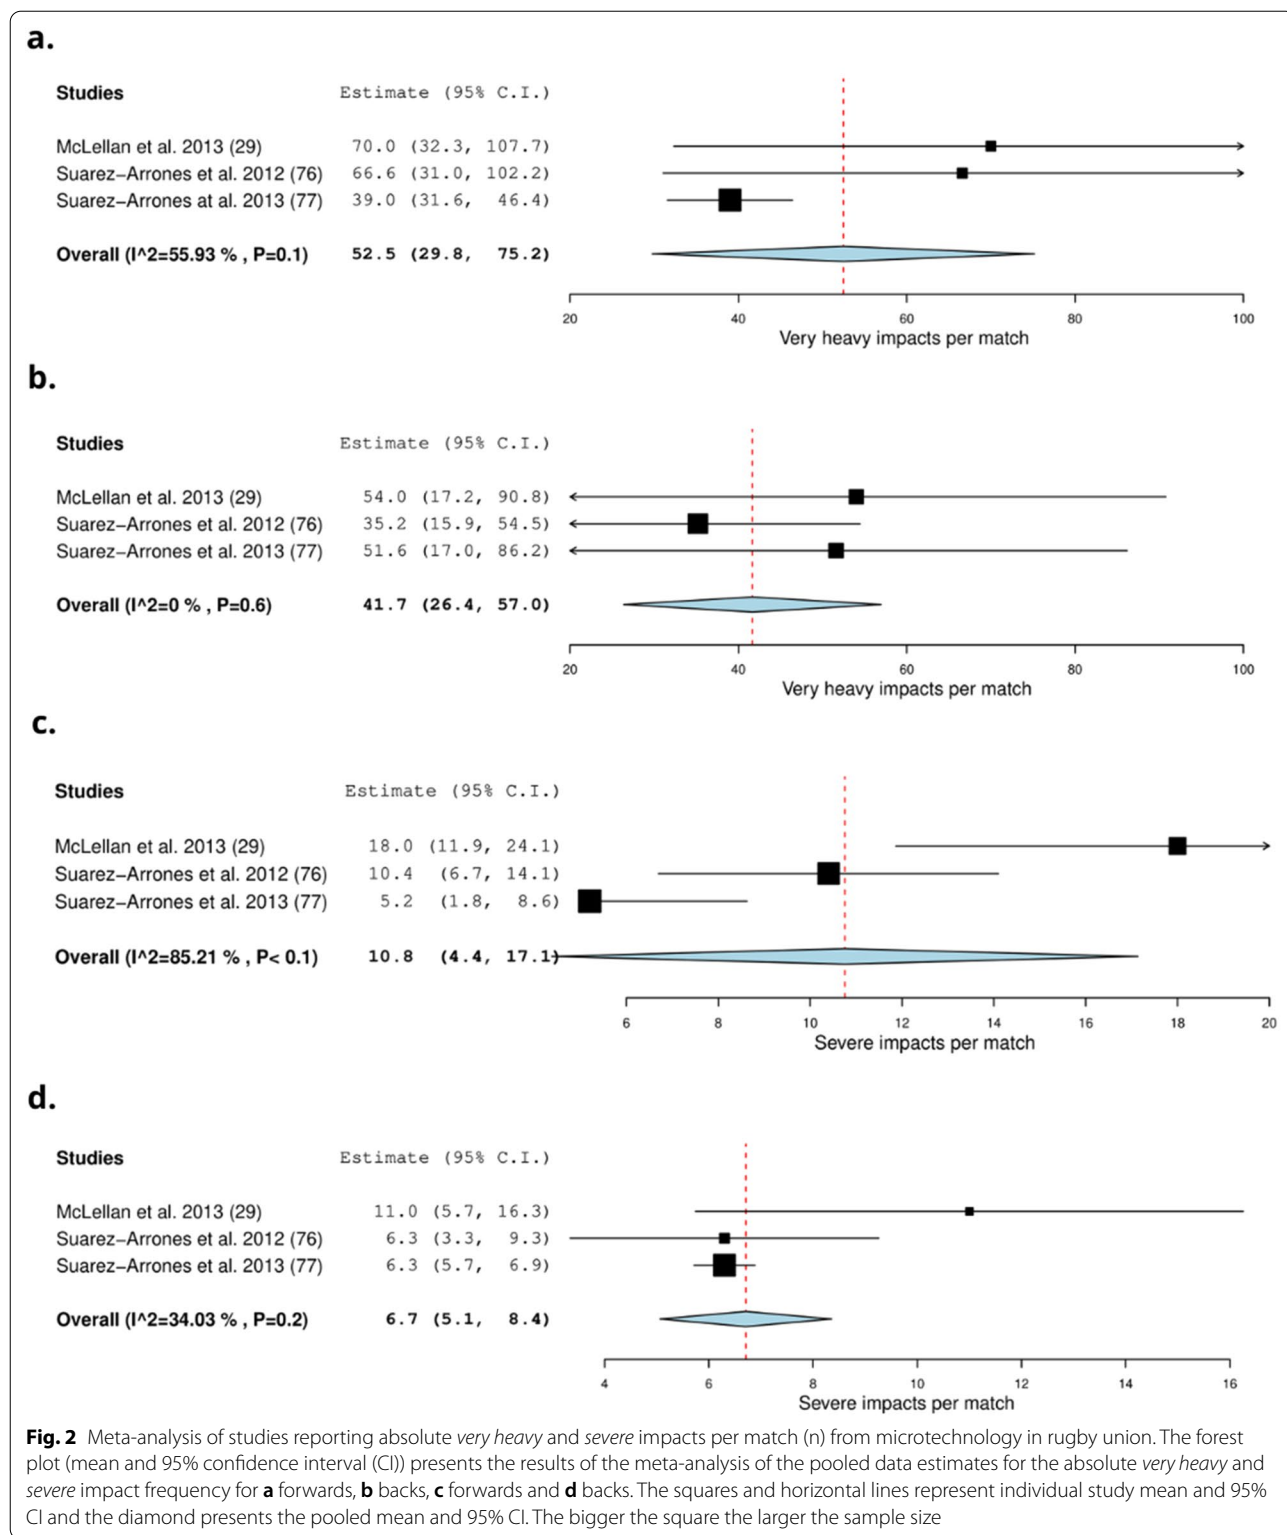 a.
Studies Estimate (95% C.I.)
McLellan et al. 2013 (29) 70.0 (32.3, 107.7)
Suarez–Arrones et al. 2012 (76) 66.6 (31.0, 102.2)
Suarez–Arrones at al. 2013 (77) 39.0 (31.6, 46.4)
Overall (I^2=55.93 % , P=0.1) 52.5 (29.8, 75.2)
20 40 60 80 100
Very heavy impacts per match
b.
Studies Estimate (95% C.I.)
McLellan et al. 2013 (29) 54.0 (17.2, 90.8)
Suarez–Arrones et al. 2012 (76) 35.2 (15.9, 54.5)
Suarez–Arrones et al. 2013 (77) 51.6 (17.0, 86.2)
Overall (I^2=0 % , P=0.6) 41.7 (26.4, 57.0)
20 40 60 80 100
Very heavy impacts per match
c.
Studies Estimate (95% C.I.)
McLellan et al. 2013 (29) 18.0 (11.9, 24.1)
Suarez–Arrones et al. 2012 (76) 10.4 (6.7, 14.1)
Suarez–Arrones et al. 2013 (77) 5.2 (1.8, 8.6)
Overall (I^2=85.21 % , P< 0.1) 10.8 (4.4, 17.1)
6 8 10 12 14 16 18 20
Severe impacts per match
d.
Studies Estimate (95% C.I.)
McLellan et al. 2013 (29) 11.0 (5.7, 16.3)
Suarez–Arrones et al. 2012 (76) 6.3 (3.3, 9.3)
Suarez–Arrones et al. 2013 (77) 6.3 (5.7, 6.9)
Overall (I^2=34.03 % , P=0.2) 6.7 (5.1, 8.4)
4 6 8 10 12 14 16
Severe impacts per match
Fig. 2 Meta-analysis of studies reporting absolute very heavy and severe impacts per match (n) from microtechnology in rugby union. The forest
plot (mean and 95% confidence interval (CI)) presents the results of the meta-analysis of the pooled data estimates for the absolute very heavy and
severe impact frequency for a forwards, b backs, c forwards and d backs. The squares and horizontal lines represent individual study mean and 95%
CI and the diamond presents the pooled mean and 95% CI. The bigger the square the larger the sample size